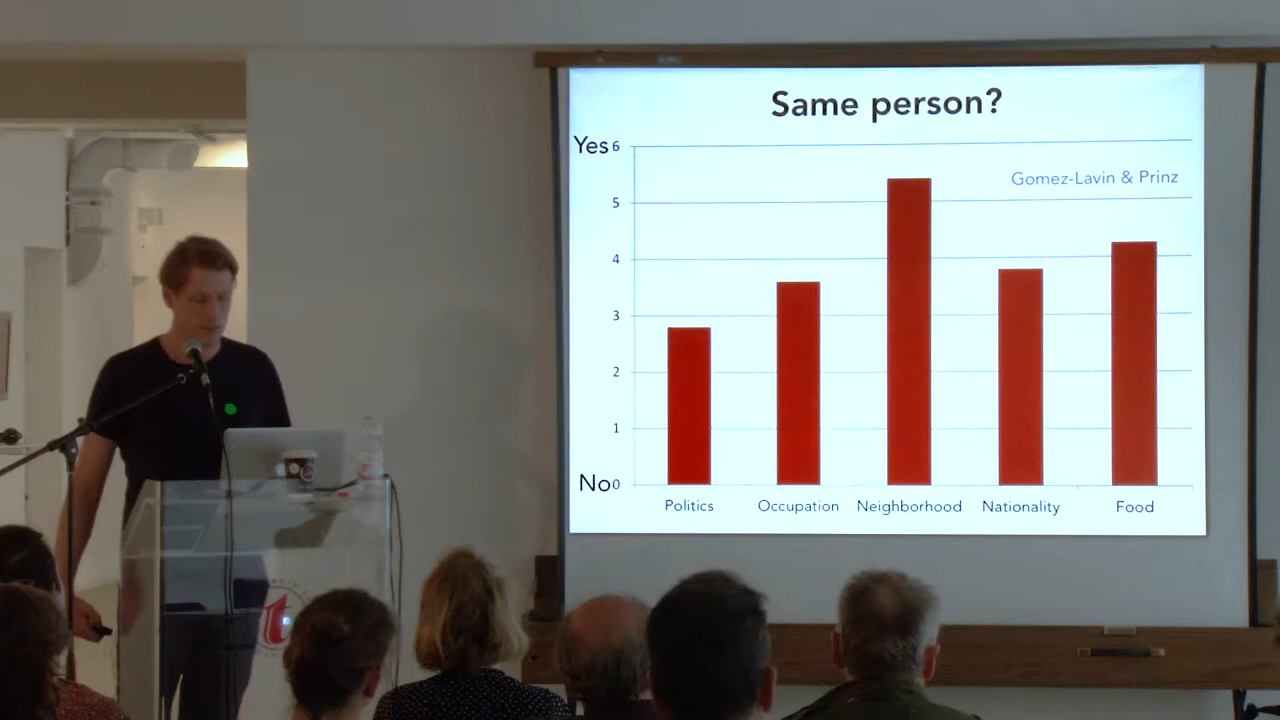 Same person?
Yes 6
Gomez-Lavin & Prinz
5
4
3
2
1
No 0
Politics Occupation Neighborhood Nationality Food
t